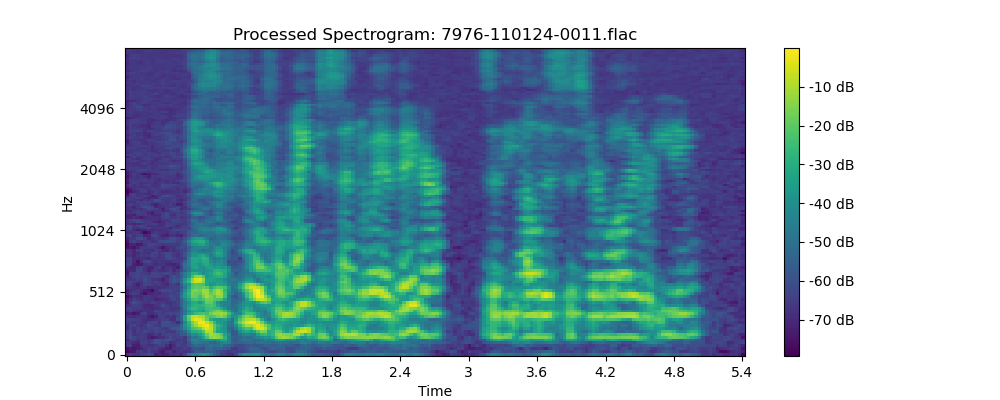 Processed Spectrogram: 7976-110124-0011.flac
Hz
4096
2048
1024
512
0
0 0.6 1.2 1.8 2.4 3 3.6 4.2 4.8 5.4
Time
-10 dB
-20 dB
-30 dB
-40 dB
-50 dB
-60 dB
-70 dB